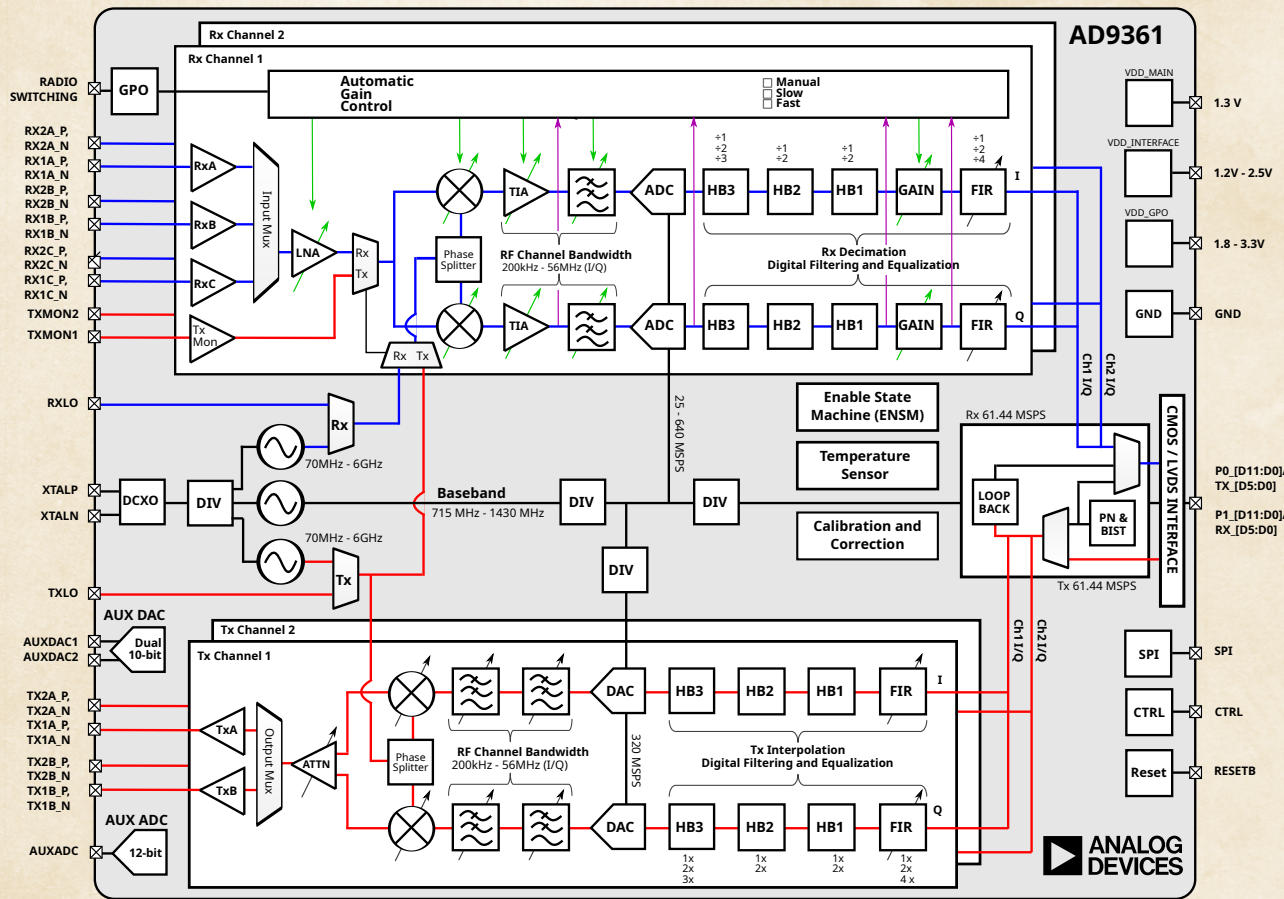 AD9361
Rx Channel 2
Rx Channel 1
RADIO
SWITCHING
GPO
Automatic
Gain
Control
Manual
Slow
Fast
RX2A_P,
RX2A_N
RX1A_P,
RX1A_N
RX2B_P,
RX2B_N
RX1B_P,
RX1B_N
RX2C_P,
RX2C_N
RX1C_P,
RX1C_N
TXMON2
TXMON1
RxA
RxB
RxC
Tx
Mon
Input Mux
LNA
Rx
Tx
Phase
Splitter
Rx Tx
TIA
ADC
÷1
÷2
÷3
HB3
÷1
÷2
HB2
÷1
÷2
HB1
GAIN
÷1
÷2
÷4
FIR
I
RF Channel Bandwidth
200kHz - 56MHz (I/Q)
Rx Decimation
Digital Filtering and Equalization
TIA
ADC
HB3
HB2
HB1
GAIN
FIR
Q
VDD_MAIN
1.3 V
VDD_INTERFACE
1.2V - 2.5V
VDD_GPO
1.8 - 3.3V
GND
GND
Ch1 I/Q
Ch2 I/Q
RXLO
Rx
70MHz - 6GHz
XTALP
XTALN
DCXO
DIV
Baseband
715 MHz - 1430 MHz
DIV
DIV
25 - 640 MSPS
DIV
70MHz - 6GHz
Tx
TXLO
Enable State
Machine (ENSM)
Temperature
Sensor
Calibration and
Correction
Rx 61.44 MSPS
LOOP
BACK
PN &
BIST
Tx 61.44 MSPS
CMOS / LVDS INTERFACE
P0_[D11:D0]/
TX_[D5:D0]
P1_[D11:D0]/
RX_[D5:D0]
AUX DAC
AUXDAC1
AUXDAC2
Dual
10-bit
Tx Channel 2
Tx Channel 1
TX2A_P,
TX2A_N
TX1A_P,
TX1A_N
TX2B_P,
TX2B_N
TX1B_P,
TX1B_N
TxA
TxB
Output Mux
ATTN
Phase
Splitter
RF Channel Bandwidth
200kHz - 56MHz (I/Q)
DAC
320 MSPS
HB3
HB2
HB1
FIR
I
Tx Interpolation
Digital Filtering and Equalization
DAC
HB3
HB2
HB1
FIR
Q
1x
2x
3x
1x
2x
1x
2x
1x
2x
4 x
Ch1 I/Q
Ch2 I/Q
AUX ADC
AUXADC
12-bit
SPI
SPI
CTRL
CTRL
Reset
RESETB
ANALOG
DEVICES